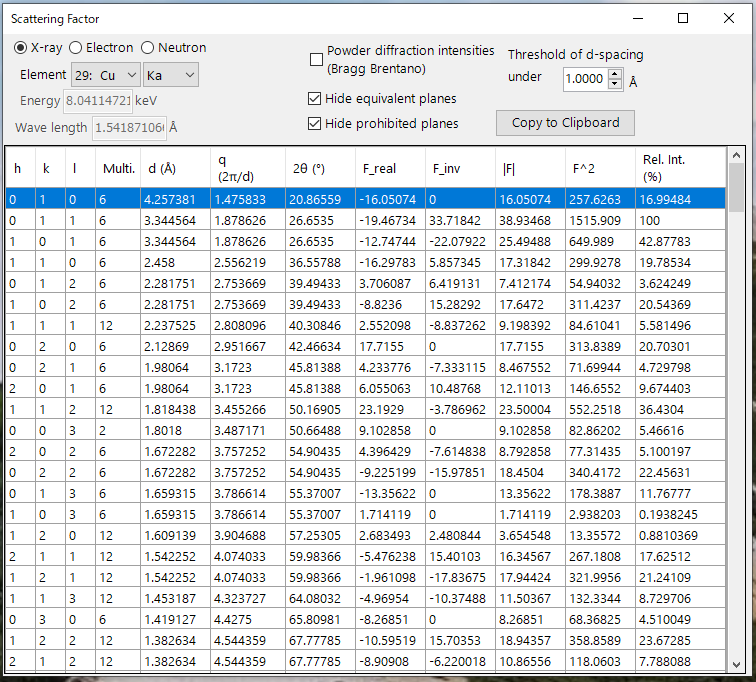 Scattering Factor
X-ray Electron Neutron
Element 29: Cu Ka
Energy 8.04114721 keV
Wave length 1.54187106 Å
Powder diffraction intensities
(Bragg Brentano)
Hide equivalent planes
Hide prohibited planes
Threshold of d-spacing
under 1.0000 Å
Copy to Clipboard
h k l Multi. d (Å) q (2π/d) 2θ (°) F_real F_inv |F| F^2 Rel. Int. (%)
0 1 0 6 4.257381 1.475833 20.86559 -16.05074 0 16.05074 257.6263 16.99484
0 1 1 6 3.344564 1.878626 26.6535 -19.46734 33.71842 38.93468 1515.909 100
1 0 1 6 3.344564 1.878626 26.6535 -12.74744 -22.07922 25.49488 649.989 42.87783
1 1 0 6 2.458 2.556219 36.55788 -16.29783 5.857345 17.31842 299.9278 19.78534
0 1 2 6 2.281751 2.753669 39.49433 3.706087 6.419131 7.412174 54.94032 3.624249
1 0 2 6 2.281751 2.753669 39.49433 -8.8236 15.28292 17.6472 311.4237 20.54369
1 1 1 12 2.237525 2.808096 40.30846 2.552098 -8.837262 9.198392 84.61041 5.581496
0 2 0 6 2.12869 2.951667 42.46634 17.7155 0 17.7155 313.8389 20.70301
0 2 1 6 1.98064 3.1723 45.81388 4.233776 -7.333115 8.467552 71.69944 4.729798
2 0 1 6 1.98064 3.1723 45.81388 6.055063 10.48768 12.11013 146.6552 9.674403
1 1 2 12 1.818438 3.455266 50.16905 23.1929 -3.786962 23.50004 552.2518 36.4304
0 0 3 2 1.8018 3.487171 50.66488 9.102858 0 9.102858 82.86202 5.46616
2 0 2 6 1.672282 3.757252 54.90435 4.396429 -7.614838 8.792858 77.31435 5.100197
0 2 2 6 1.672282 3.757252 54.90435 -9.225199 -15.97851 18.4504 340.4172 22.45631
0 1 3 6 1.659315 3.786614 55.37007 -13.35622 0 13.35622 178.3887 11.76777
1 0 3 6 1.659315 3.786614 55.37007 1.714119 0 1.714119 2.938203 0.1938245
1 2 0 12 1.609139 3.904688 57.25305 2.683493 2.480844 3.654548 13.35572 0.8810369
2 1 1 12 1.542252 4.074033 59.98366 -5.476238 15.40103 16.34567 267.1808 17.62512
1 2 1 12 1.542252 4.074033 59.98366 -1.961098 -17.83675 17.94424 321.9956 21.24109
1 1 3 12 1.453187 4.323727 64.08032 -4.96954 -10.37488 11.50367 132.3344 8.729706
0 3 0 6 1.419127 4.4275 65.80981 -8.26851 0 8.26851 68.36825 4.510049
1 2 2 12 1.382634 4.544359 67.77785 -10.59519 15.70353 18.94357 358.8589 23.67285
2 1 2 12 1.382634 4.544359 67.77785 -8.90908 -6.220018 10.86556 118.0603 7.788088